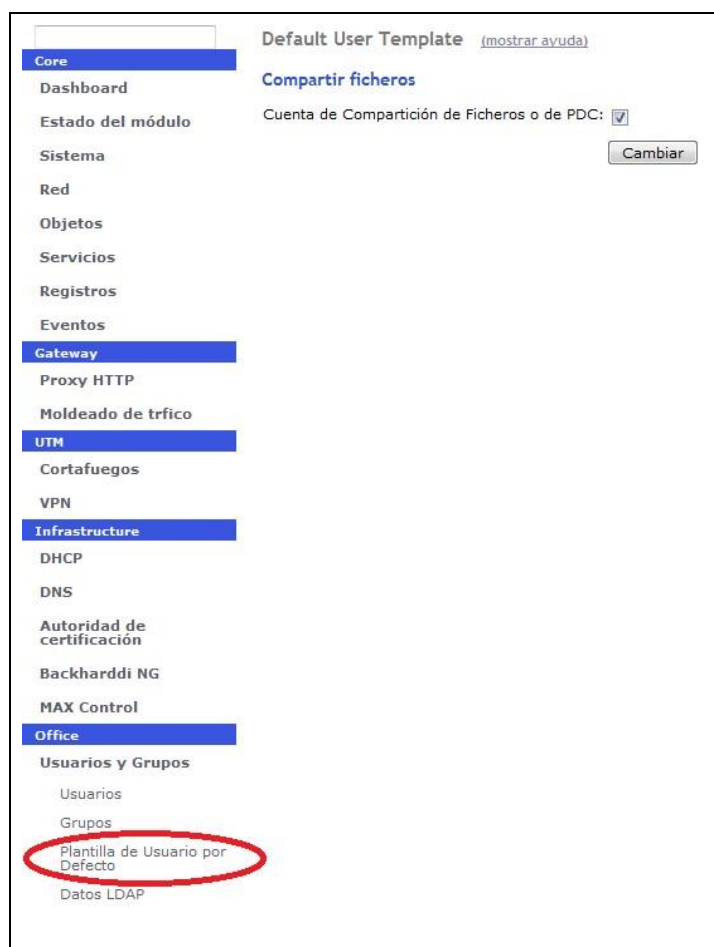 Default User Template (mostrar ayuda)
Core
Compartir ficheros
Dashboard
Cuenta de Compartición de Ficheros o de PDC:
Estado del módulo
Cambiar
Sistema
Red
Objetos
Servicios
Registros
Eventos
Gateway
Proxy HTTP
Moldeado de trfico
UTM
Cortafuegos
VPN
Infrastructure
DHCP
DNS
Autoridad de
certificación
Backharddi NG
MAX Control
Office
Usuarios y Grupos
Usuarios
Grupos
Plantilla de Usuario por
Defecto
Datos LDAP